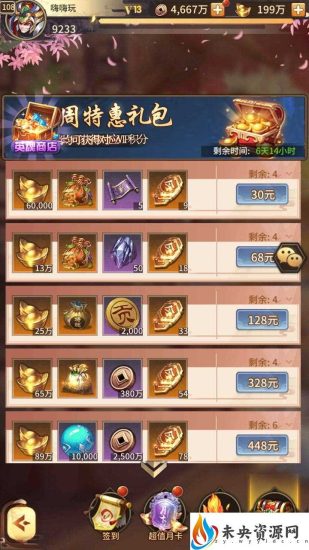 108
嗨嗨玩
V13
4,667万
199万
9233
周特惠礼包
英魂商店
剩余时间: 6天14小时
剩余: 4
60,000
5
9
30元
剩余: 4
13万
50
18
68元
剩余: 4
25万
2,000
33
128元
剩余: 4
54万
380万
54
328元
剩余: 6
89万
10,000
2,500万
78
448元
签到
超值月卡
未央资源网